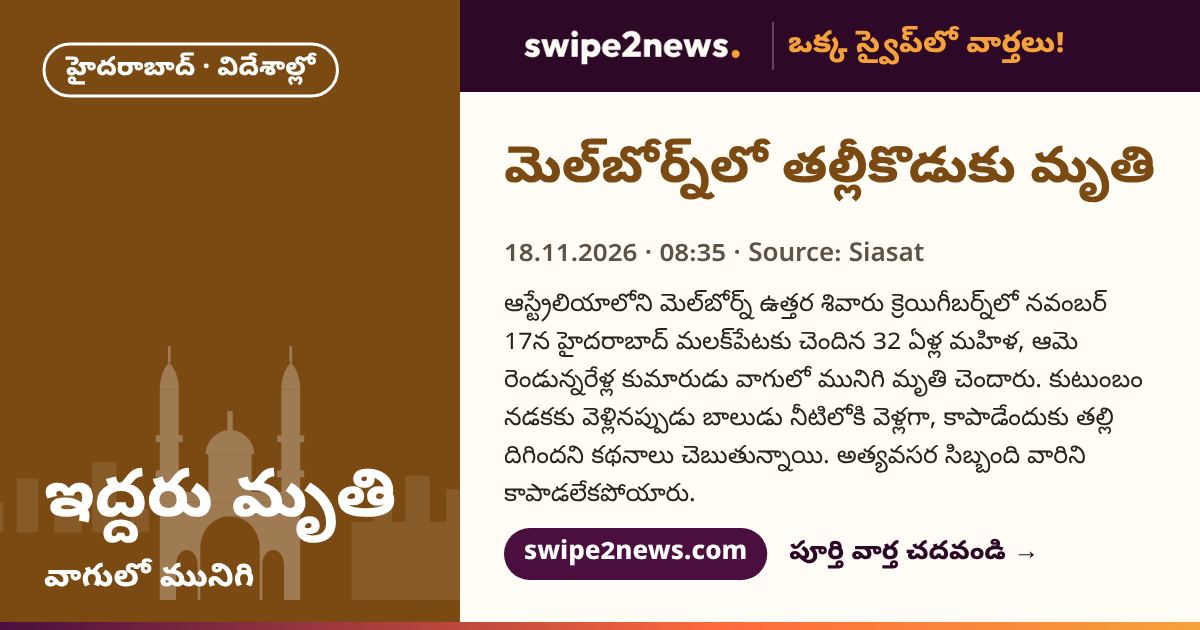 హైదరాబాద్ · విదేశాల్లో
ఇద్దరు మృతి
వాగులో మునిగి
swipe2news.
ఒక్క స్వైప్‌లో వార్తలు!
మెల్‌బోర్న్‌లో తల్లీకొడుకు మృతి
18.11.2026 · 08:35 · Source: Siasat
ఆస్ట్రేలియాలోని మెల్‌బోర్న్ ఉత్తర శివారు క్రెయిగీబర్న్‌లో నవంబర్
17న హైదరాబాద్ మలక్‌పేటకు చెందిన 32 ఏళ్ల మహిళ, ఆమె
రెండున్నరేళ్ల కుమారుడు వాగులో మునిగి మృతి చెందారు. కుటుంబం
నడకకు వెళ్లినప్పుడు బాలుడు నీటిలోకి వెళ్లగా, కాపాడేందుకు తల్లి
దిగిందని కథనాలు చెబుతున్నాయి. అత్యవసర సిబ్బంది వారిని
కాపాడలేకపోయారు.
swipe2news.com
పూర్తి వార్త చదవండి →